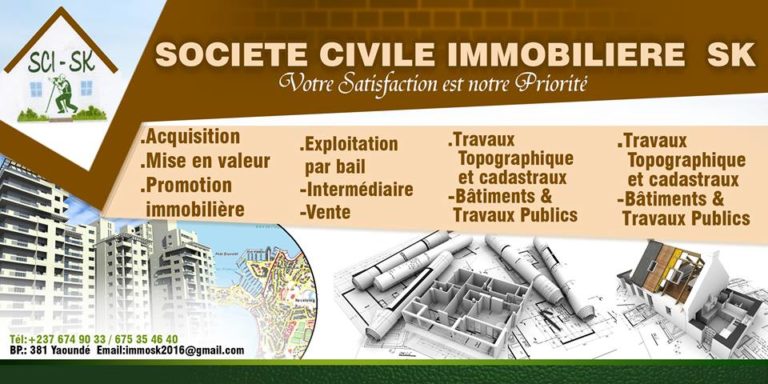 SCI - SK
SOCIETE CIVILE IMMOBILIERE SK
Votre Satisfaction est notre Priorité
.Acquisition
.Mise en valeur
.Promotion
immobilière
.Exploitation
par bail
-Intermédiaire
-Vente
.Travaux
Topographique
et cadastraux
-Bâtiments &
Travaux Publics
.Travaux
Topographique
et cadastraux
-Bâtiments &
Travaux Publics
Tél:+237 674 90 33 / 675 35 46 40
BP.: 381 Yaoundé Email:immosk2016@gmail.com